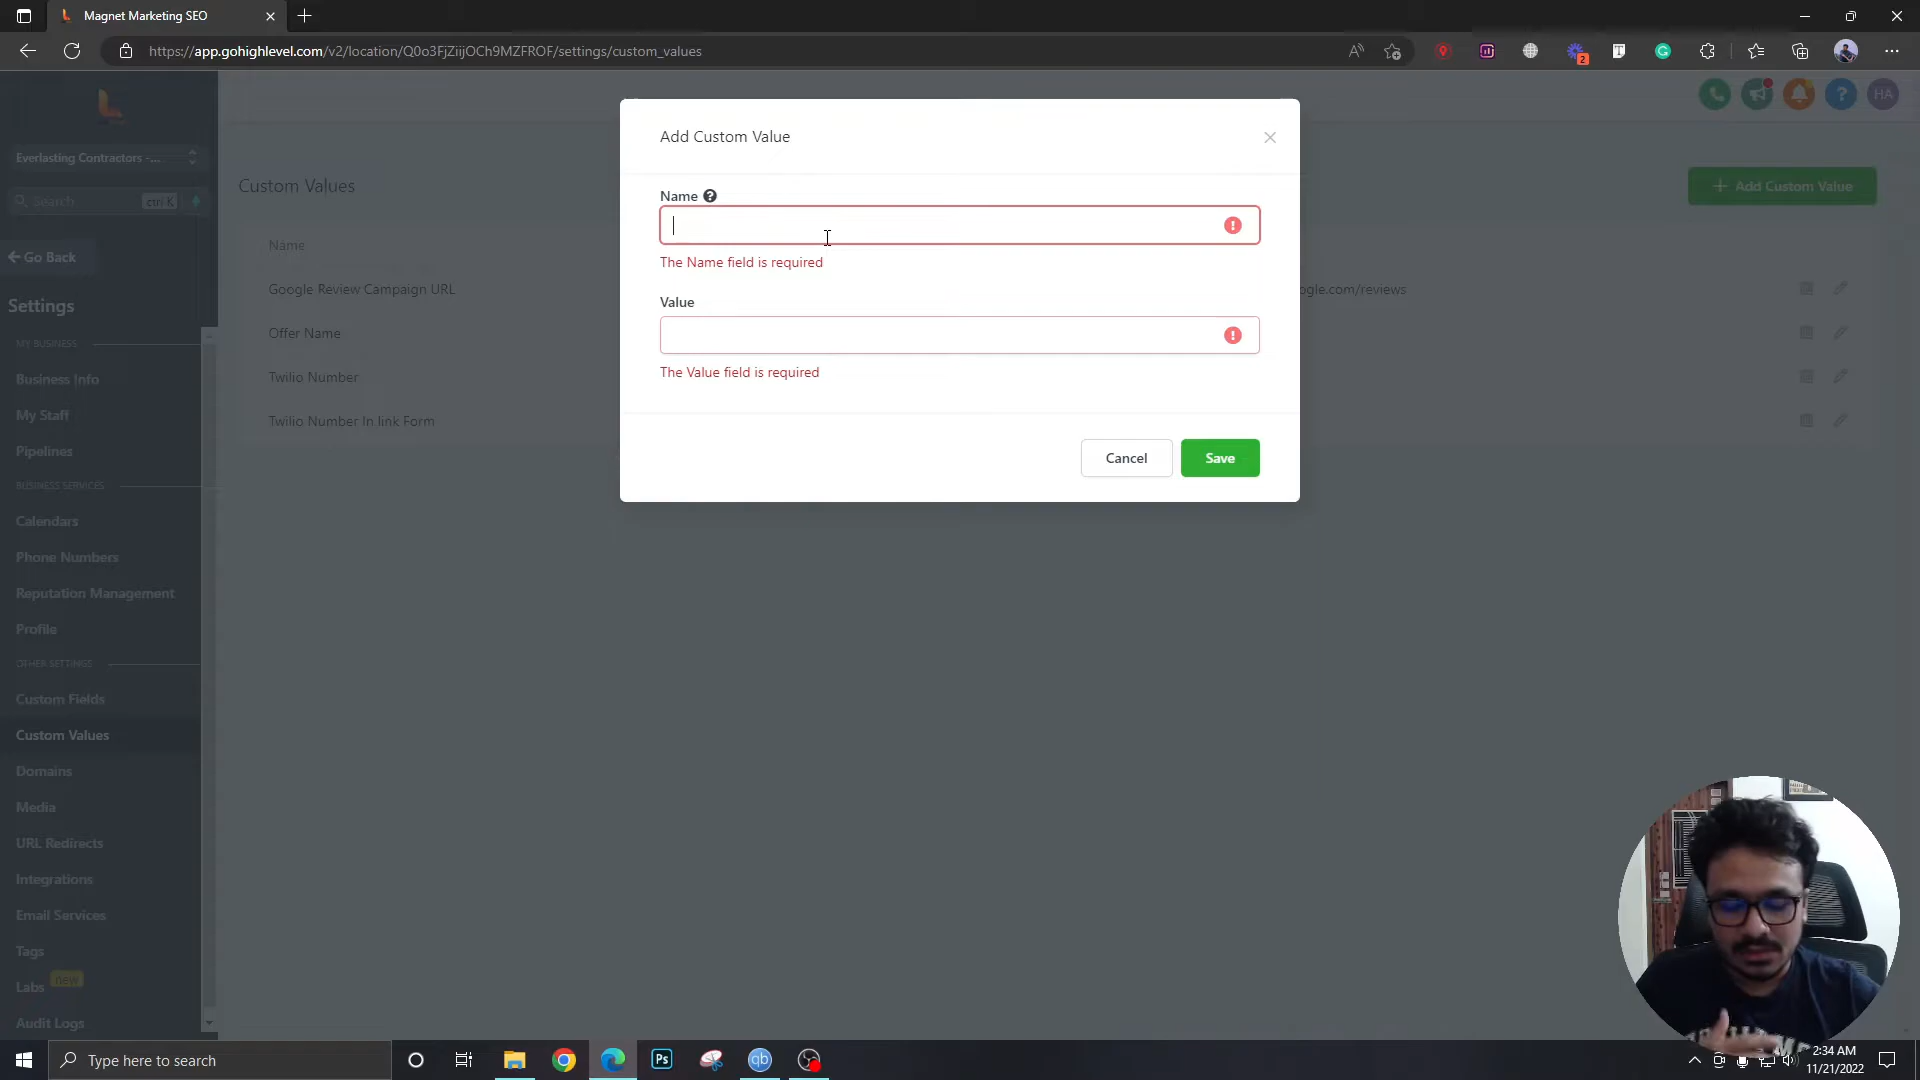 Magnet Marketing SEO
https://app.gohighlevel.com/v2/location/Q0o3FjZiijOCh9MZFROF/settings/custom_values
2
HA
Everlasting Contractors -...
Search
ctrl K
Go Back
Settings
MY BUSINESS
Business Info
My Staff
Pipelines
BUSINESS SERVICES
Calendars
Phone Numbers
Reputation Management
Profile
OTHER SETTINGS
Custom Fields
Custom Values
Domains
Media
URL Redirects
Integrations
Email Services
Tags
Labs new
Audit Logs
Custom Values
+ Add Custom Value
Name
Google Review Campaign URL
ogle.com/reviews
Offer Name
Twilio Number
Twilio Number In link Form
Add Custom Value
Name
The Name field is required
Value
The Value field is required
Cancel
Save
Type here to search
Ps
qb
2:34 AM
11/21/2022